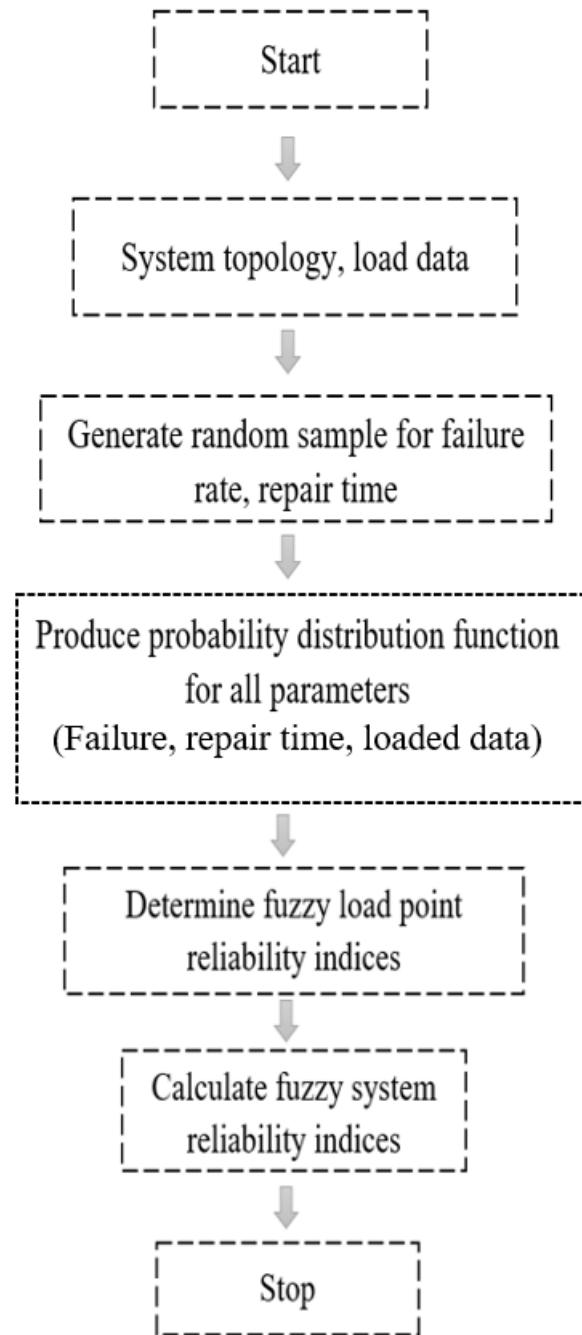 Start
System topology, load data
Generate random sample for failure
rate, repair time
Produce probability distribution function
for all parameters
(Failure, repair time, loaded data)
Determine fuzzy load point
reliability indices
Calculate fuzzy system
reliability indices
Stop